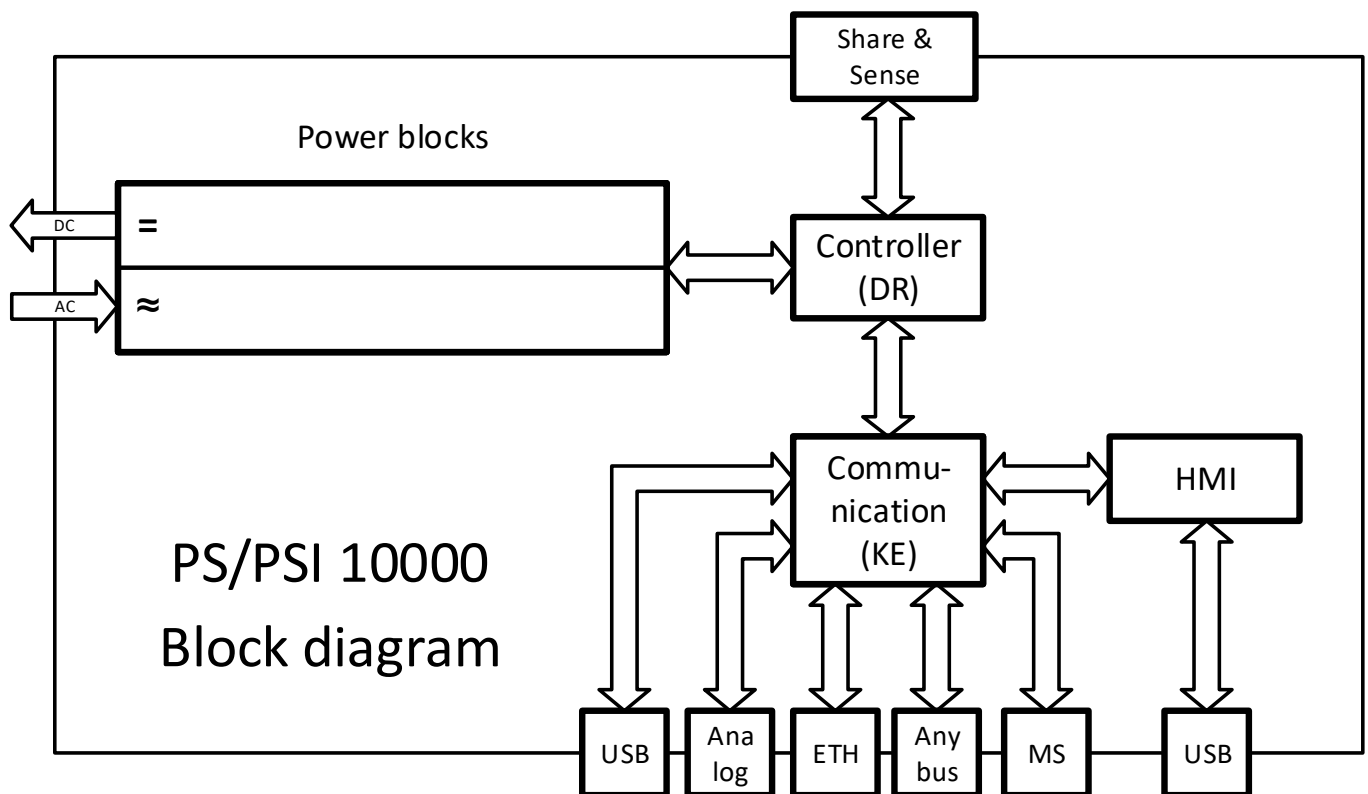 Share &
Sense
Power blocks
DC
=
Controller
(DR)
AC
≈
Commu-
nication
(KE)
HMI
PS/PSI 10000
Block diagram
USB
Ana
log
ETH
Any
bus
MS
USB